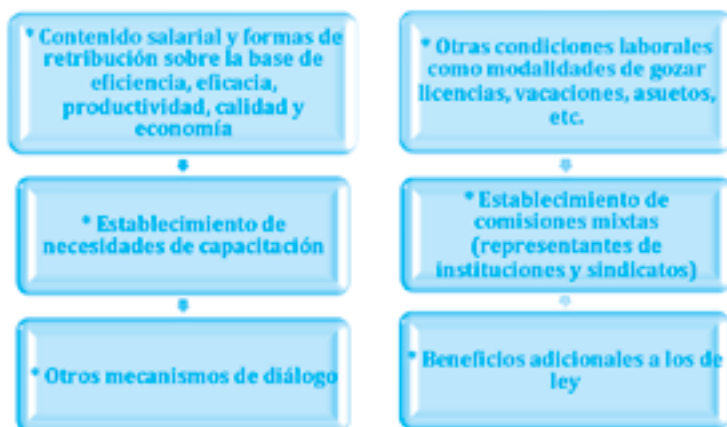 * Contenido salarial y formas de
retribución sobre la base de
eficiencia, eficacia,
productividad, calidad y
economía
* Establecimiento de
necesidades de capacitación
* Otros mecanismos de diálogo
* Otras condiciones laborales
como modalidades de gozar
licencias, vacaciones, asuetos,
etc.
* Establecimiento de
comisiones mixtas
(representantes de
instituciones y sindicatos)
* Beneficios adicionales a los de
ley